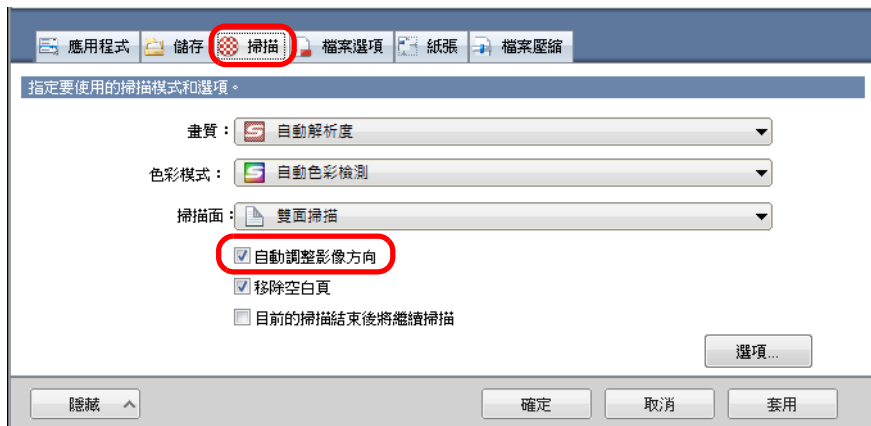 應用程式 儲存 掃描 檔案選項 紙張 檔案壓縮
指定要使用的掃描模式和選項。
畫質： 自動解析度
色彩模式： 自動色彩檢測
掃描面： 雙面掃描
自動調整影像方向
移除空白頁
目前的掃描結束後將繼續掃描
選項...
隱藏 確定 取消 套用